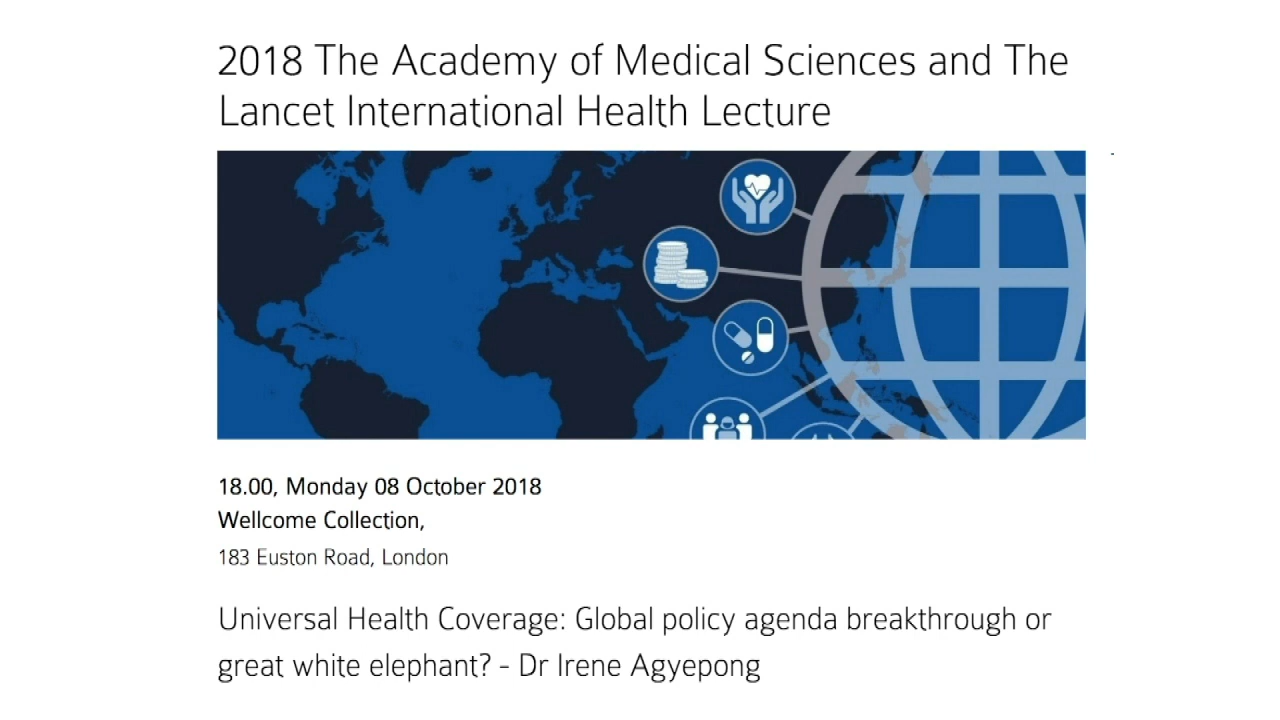 2018 The Academy of Medical Sciences and The
Lancet International Health Lecture
18.00, Monday 08 October 2018
Wellcome Collection,
183 Euston Road, London
Universal Health Coverage: Global policy agenda breakthrough or
great white elephant? - Dr Irene Agyepong